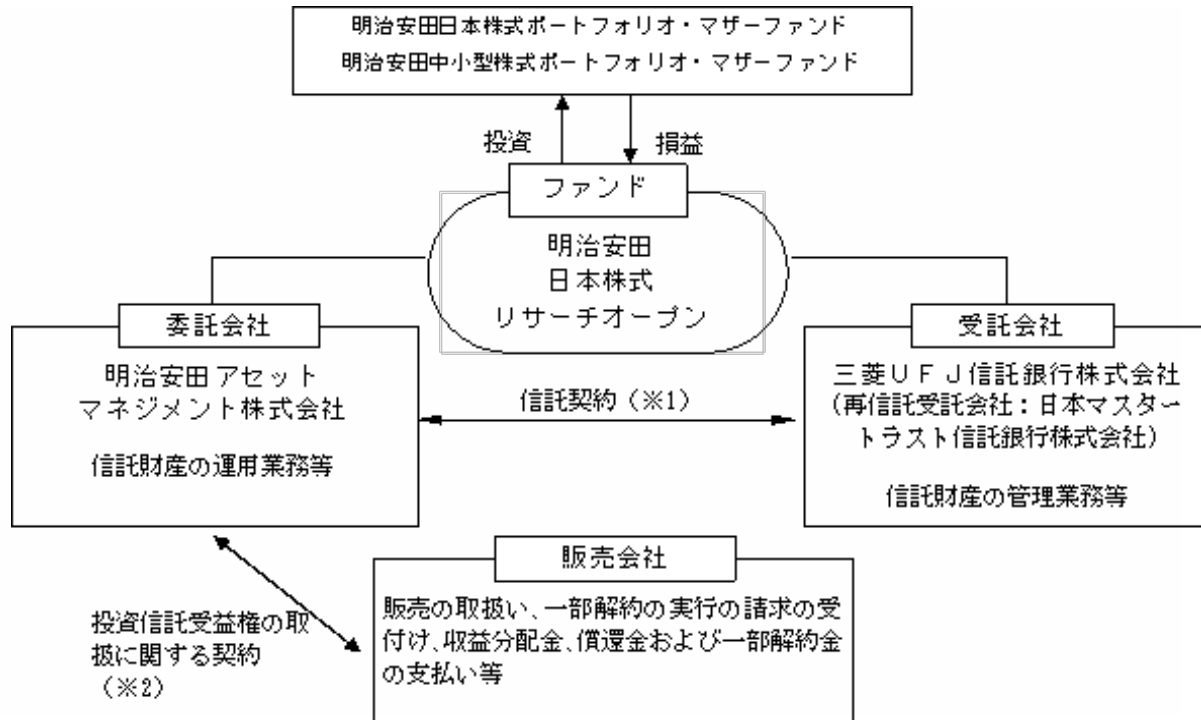 明治安田日本株式ポートフォリオ・マザーファンド
明治安田中小型株式ポートフォリオ・マザーファンド
投資
損益
ファンド
明治安田
日本株式
リサーチオープン
委託会社
明治安田アセット
マネジメント株式会社
信託財産の運用業務等
信託契約（※1）
受託会社
三菱ＵＦＪ信託銀行株式会社
（再信託受託会社：日本マスター
トラスト信託銀行株式会社）
信託財産の管理業務等
投資信託受益権の取
扱に関する契約
（※2）
販売会社
販売の取扱い、一部解約の実行の請求の受
付け、収益分配金、償還金および一部解約金
の支払い等